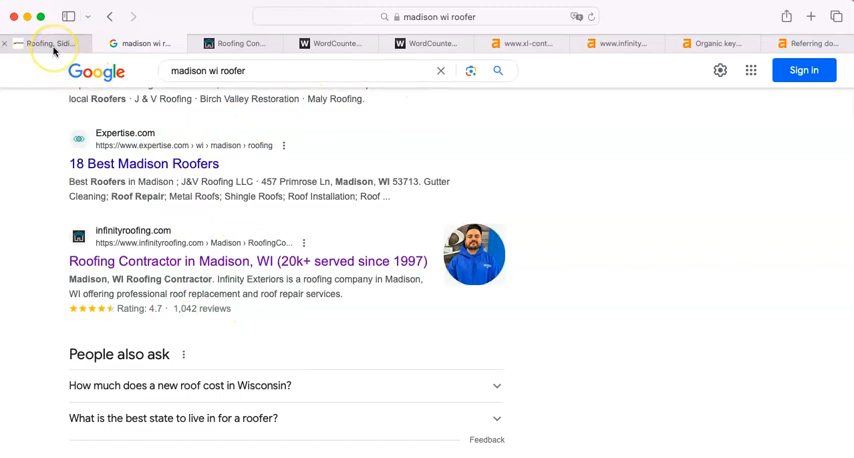 madison wi roofer
Roofing, Sidi...
madison wi r...
Roofing Con...
WordCounte...
WordCounte...
www.xl-cont...
www.infinity...
Organic key...
Referring do...
Google
madison wi roofer
Sign in
local Roofers · J & V Roofing · Birch Valley Restoration · Maly Roofing.
Expertise.com
https://www.expertise.com › wi › madison › roofing
18 Best Madison Roofers
Best Roofers in Madison ; J&V Roofing LLC · 457 Primrose Ln, Madison, WI 53713. Gutter
Cleaning; Roof Repair; Metal Roofs; Shingle Roofs; Roof Installation; Roof ...
infinityroofing.com
https://www.infinityroofing.com › Madison › RoofingCo...
Roofing Contractor in Madison, WI (20k+ served since 1997)
Madison, WI Roofing Contractor. Infinity Exteriors is a roofing company in Madison,
WI offering professional roof replacement and roof repair services.
Rating: 4.7 · 1,042 reviews
People also ask
How much does a new roof cost in Wisconsin?
What is the best state to live in for a roofer?
Feedback